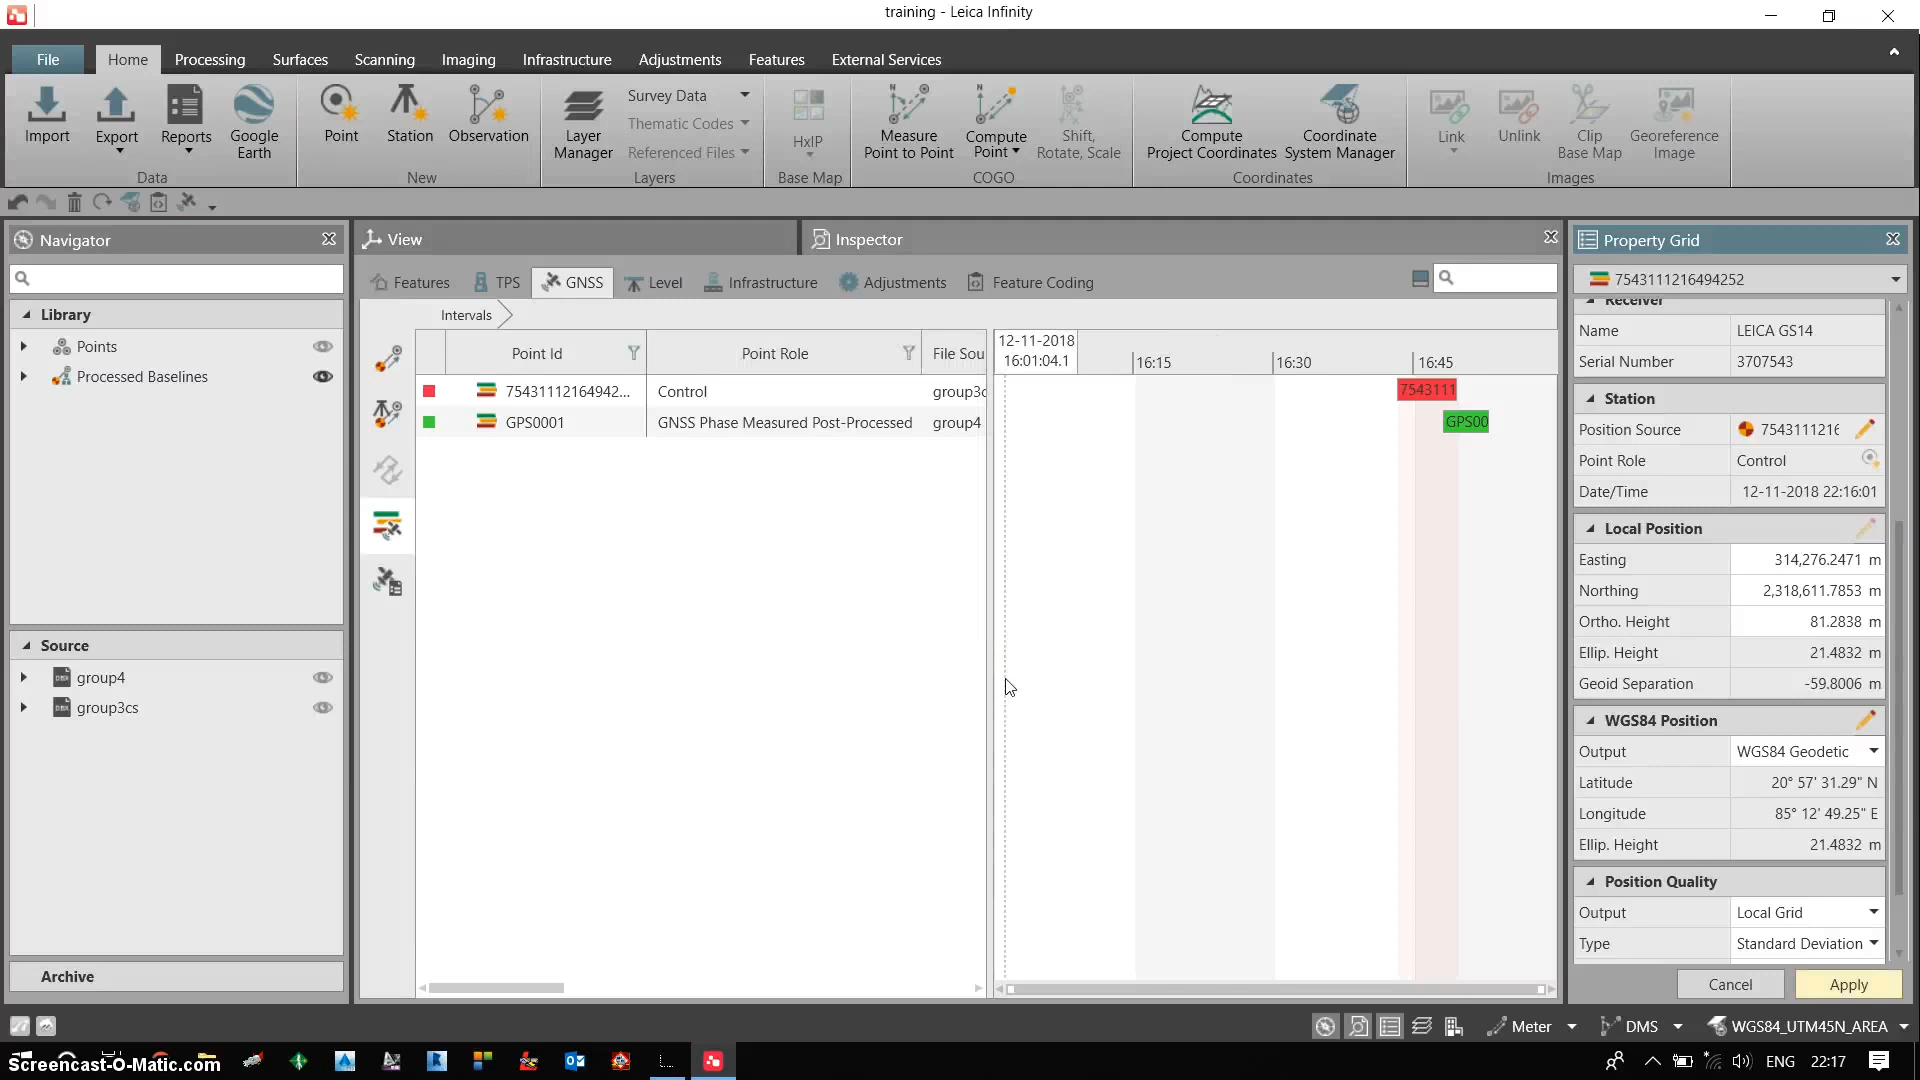 training - Leica Infinity
File
Home
Processing
Surfaces
Scanning
Imaging
Infrastructure
Adjustments
Features
External Services
Import
Export
Reports
Google Earth
Data
Point
Station
Observation
New
Layer Manager
Survey Data
Thematic Codes
Referenced Files
Layers
HxIP
Base Map
Measure Point to Point
Compute Point
Shift, Rotate, Scale
COGO
Compute Project Coordinates
Coordinate System Manager
Coordinates
Link
Unlink
Clip Base Map
Georeference Image
Images
Navigator
Library
Points
Processed Baselines
Source
group4
group3cs
Archive
View
Inspector
Features
TPS
GNSS
Level
Infrastructure
Adjustments
Feature Coding
Intervals
Point Id
Point Role
File Sou
75431112164942...
Control
group3c
GPS0001
GNSS Phase Measured Post-Processed
group4
12-11-2018
16:01:04.1
16:15
16:30
16:45
7543111
GPS00
Property Grid
7543111216494252
Receiver
Name LEICA GS14
Serial Number 3707543
Station
Position Source 7543111216
Point Role Control
Date/Time 12-11-2018 22:16:01
Local Position
Easting 314,276.2471 m
Northing 2,318,611.7853 m
Ortho. Height 81.2838 m
Ellip. Height 21.4832 m
Geoid Separation -59.8006 m
WGS84 Position
Output WGS84 Geodetic
Latitude 20° 57' 31.29" N
Longitude 85° 12' 49.25" E
Ellip. Height 21.4832 m
Position Quality
Output Local Grid
Type Standard Deviation
Cancel
Apply
Meter
DMS
WGS84_UTM45N_AREA
Screencast-O-Matic.com
ENG
22:17